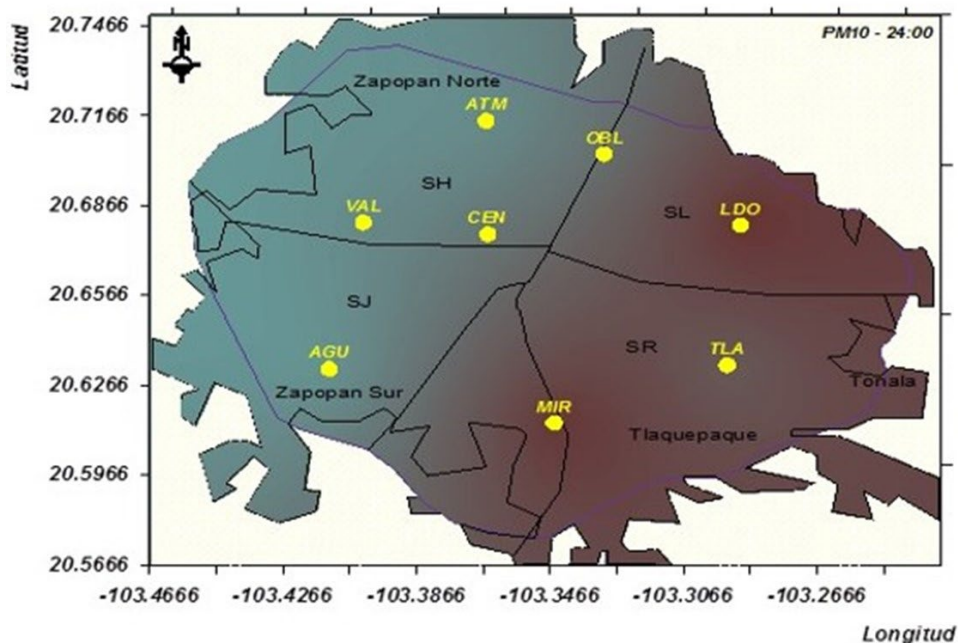 Latitud
20.7466
20.7166
20.6866
20.6566
20.6266
20.5966
20.5666
N
PM10 - 24:00
Zapopan Norte
ATM
OBL
SH
VAL
CEN
SL
LDO
SJ
SR
TLA
AGU
Zapopan Sur
Tonala
MIR
Tlaquepaque
-103.4666 -103.4266 -103.3866 -103.3466 -103.3066 -103.2666
Longitud